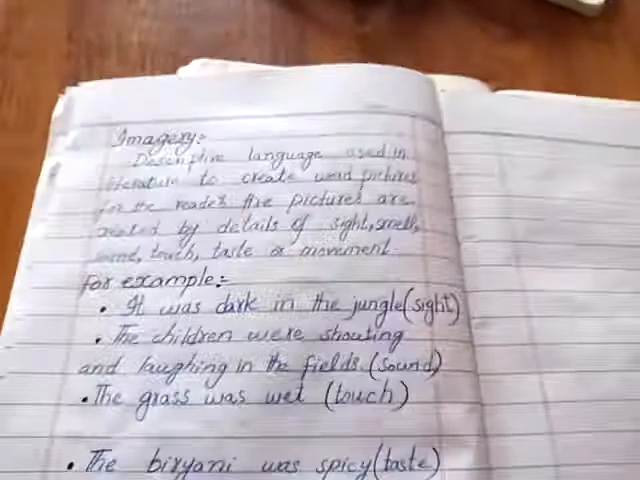 Imagery:-
Descriptive language used in
literature to create word pictures
for the reader the pictures are
created by details of sight, smell,
sound, touch, taste or movement
For example:-
• It was dark in the jungle (sight)
• The children were shouting
and laughing in the fields. (sound)
• The grass was wet (touch)
• The biryani was spicy (taste)